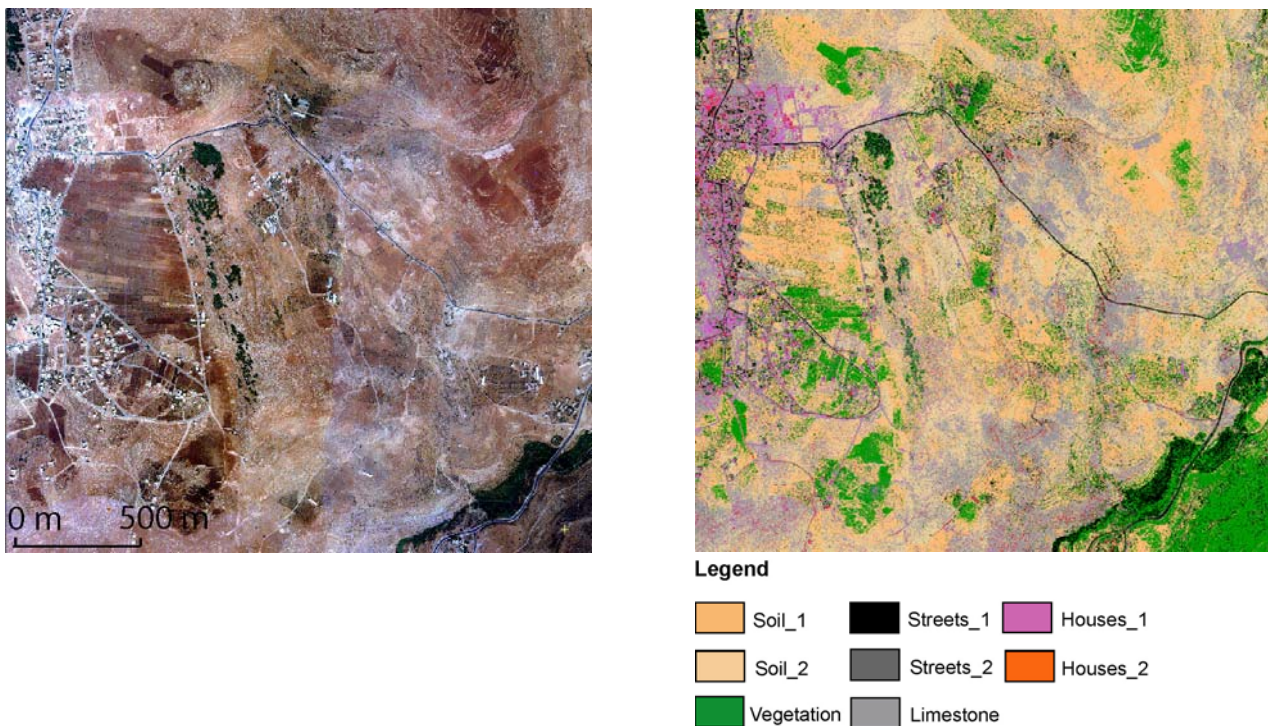 0 m 500 m
Legend
Soil_1 Streets_1 Houses_1
Soil_2 Streets_2 Houses_2
Vegetation Limestone